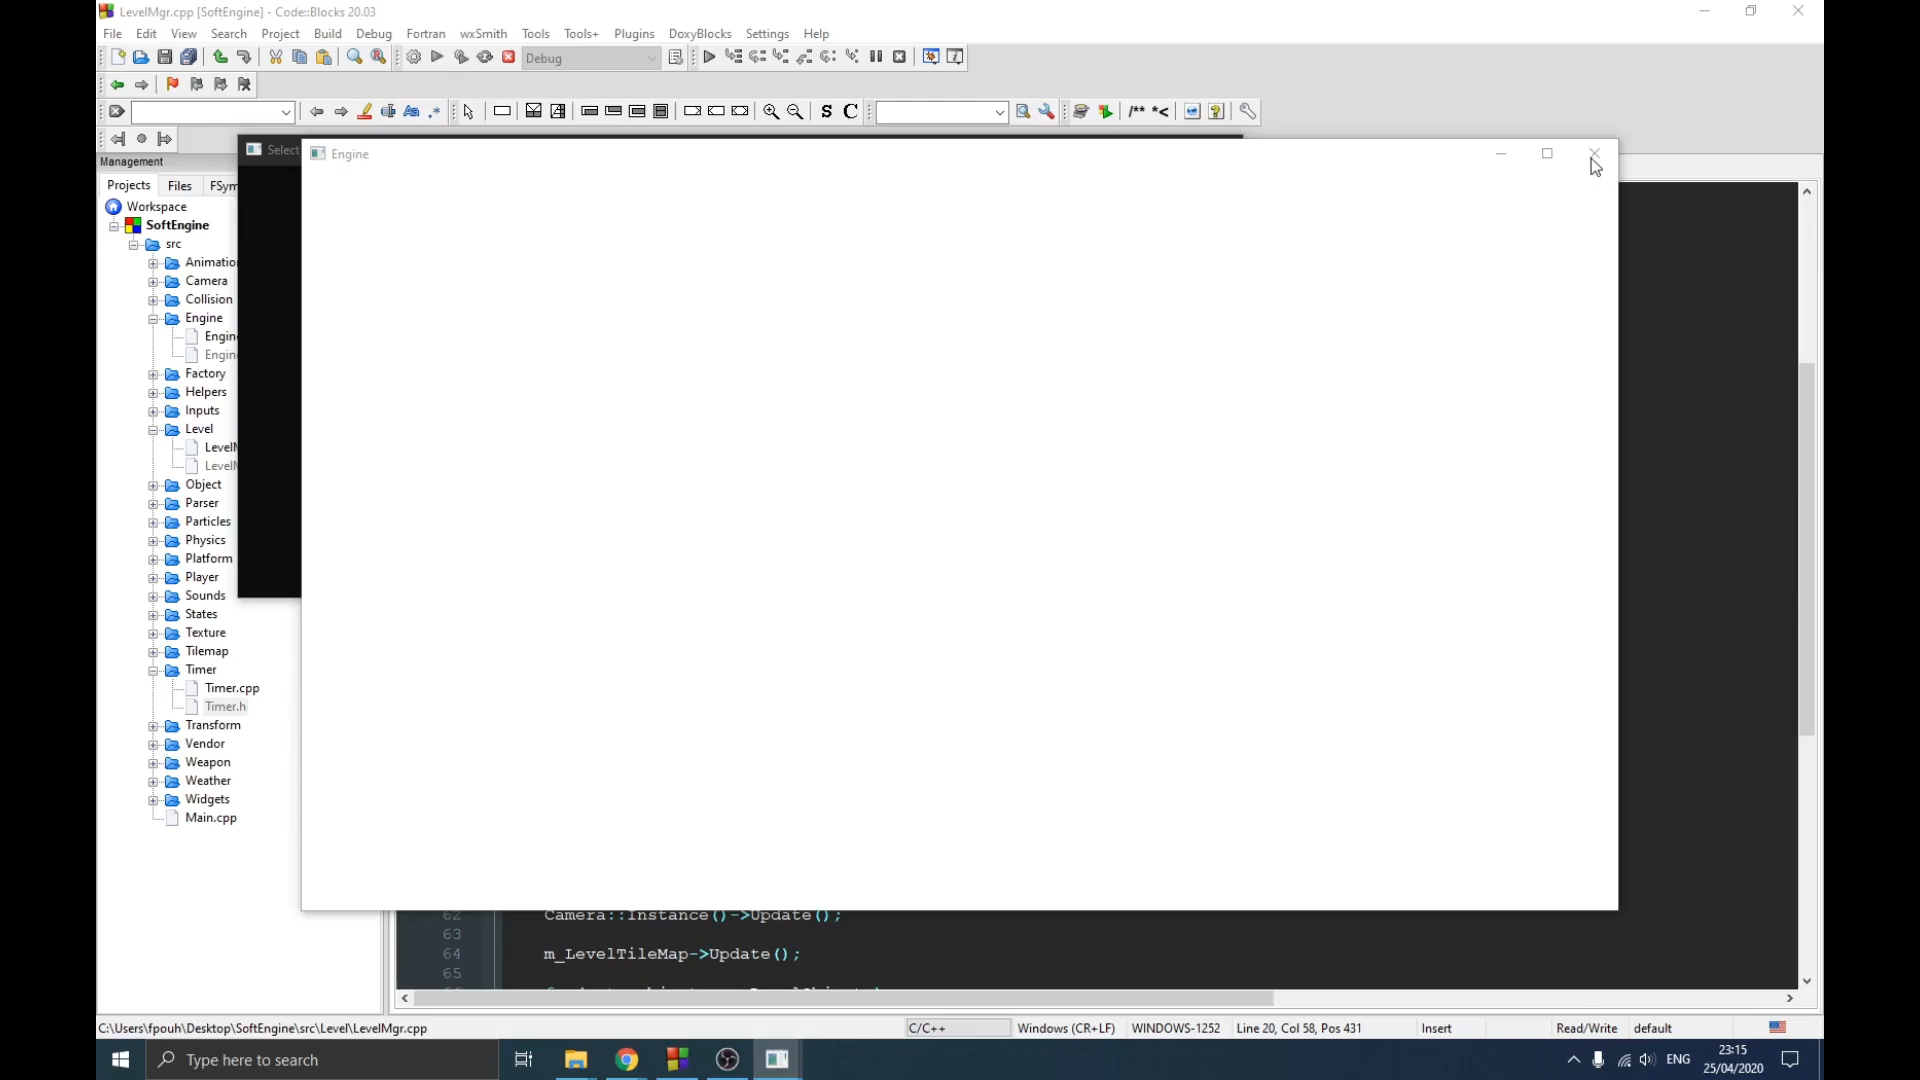 LevelMgr.cpp [SoftEngine] - Code::Blocks 20.03
File Edit View Search Project Build Debug Fortran wxSmith Tools Tools+ Plugins DoxyBlocks Settings Help
Debug
S C /** *<
Management
Select Engine
Projects Files FSym
Workspace
SoftEngine
src
Animatio
Camera
Collision
Engine
Engin
Engin
Factory
Helpers
Inputs
Level
LevelM
LevelM
Object
Parser
Particles
Physics
Platform
Player
Sounds
States
Texture
Tilemap
Timer
Timer.cpp
Timer.h
Transform
Vendor
Weapon
Weather
Widgets
Main.cpp
62 Camera::Instance()->Update();
63
64 m_LevelTileMap->Update();
65
C:\Users\fpouh\Desktop\SoftEngine\src\Level\LevelMgr.cpp C/C++ Windows (CR+LF) WINDOWS-1252 Line 20, Col 58, Pos 431 Insert Read/Write default
Type here to search ENG 23:15
25/04/2020